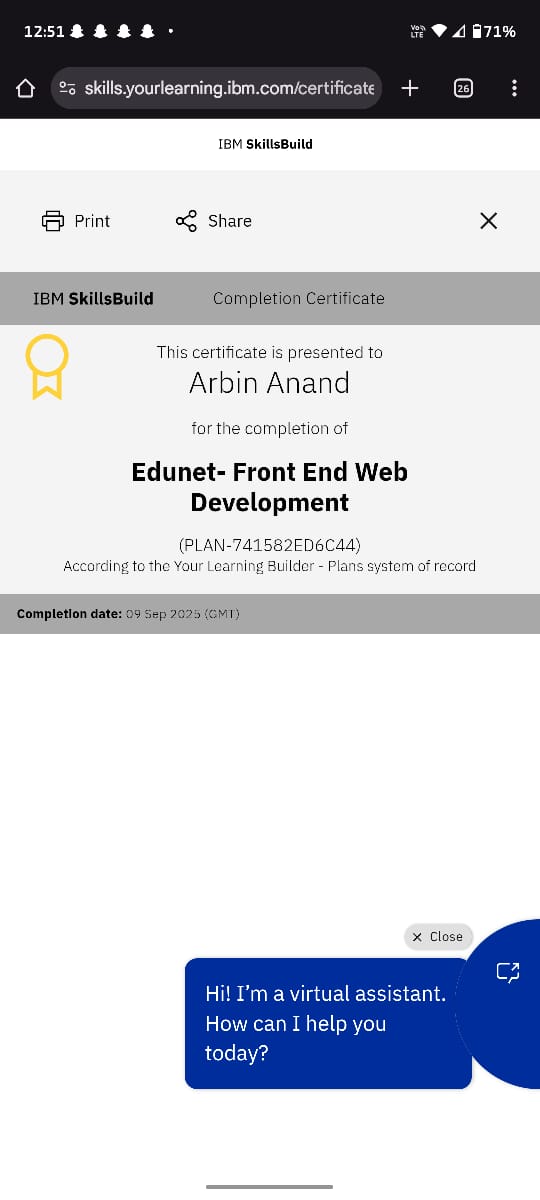 12:51
Vo LTE 71%
skills.yourlearning.ibm.com/certificate
26
IBM SkillsBuild
Print Share
IBM SkillsBuild Completion Certificate
This certificate is presented to
Arbin Anand
for the completion of
Edunet- Front End Web
Development
(PLAN-741582ED6C44)
According to the Your Learning Builder - Plans system of record
Completion date: 09 Sep 2025 (GMT)
Close
Hi! I'm a virtual assistant.
How can I help you
today?